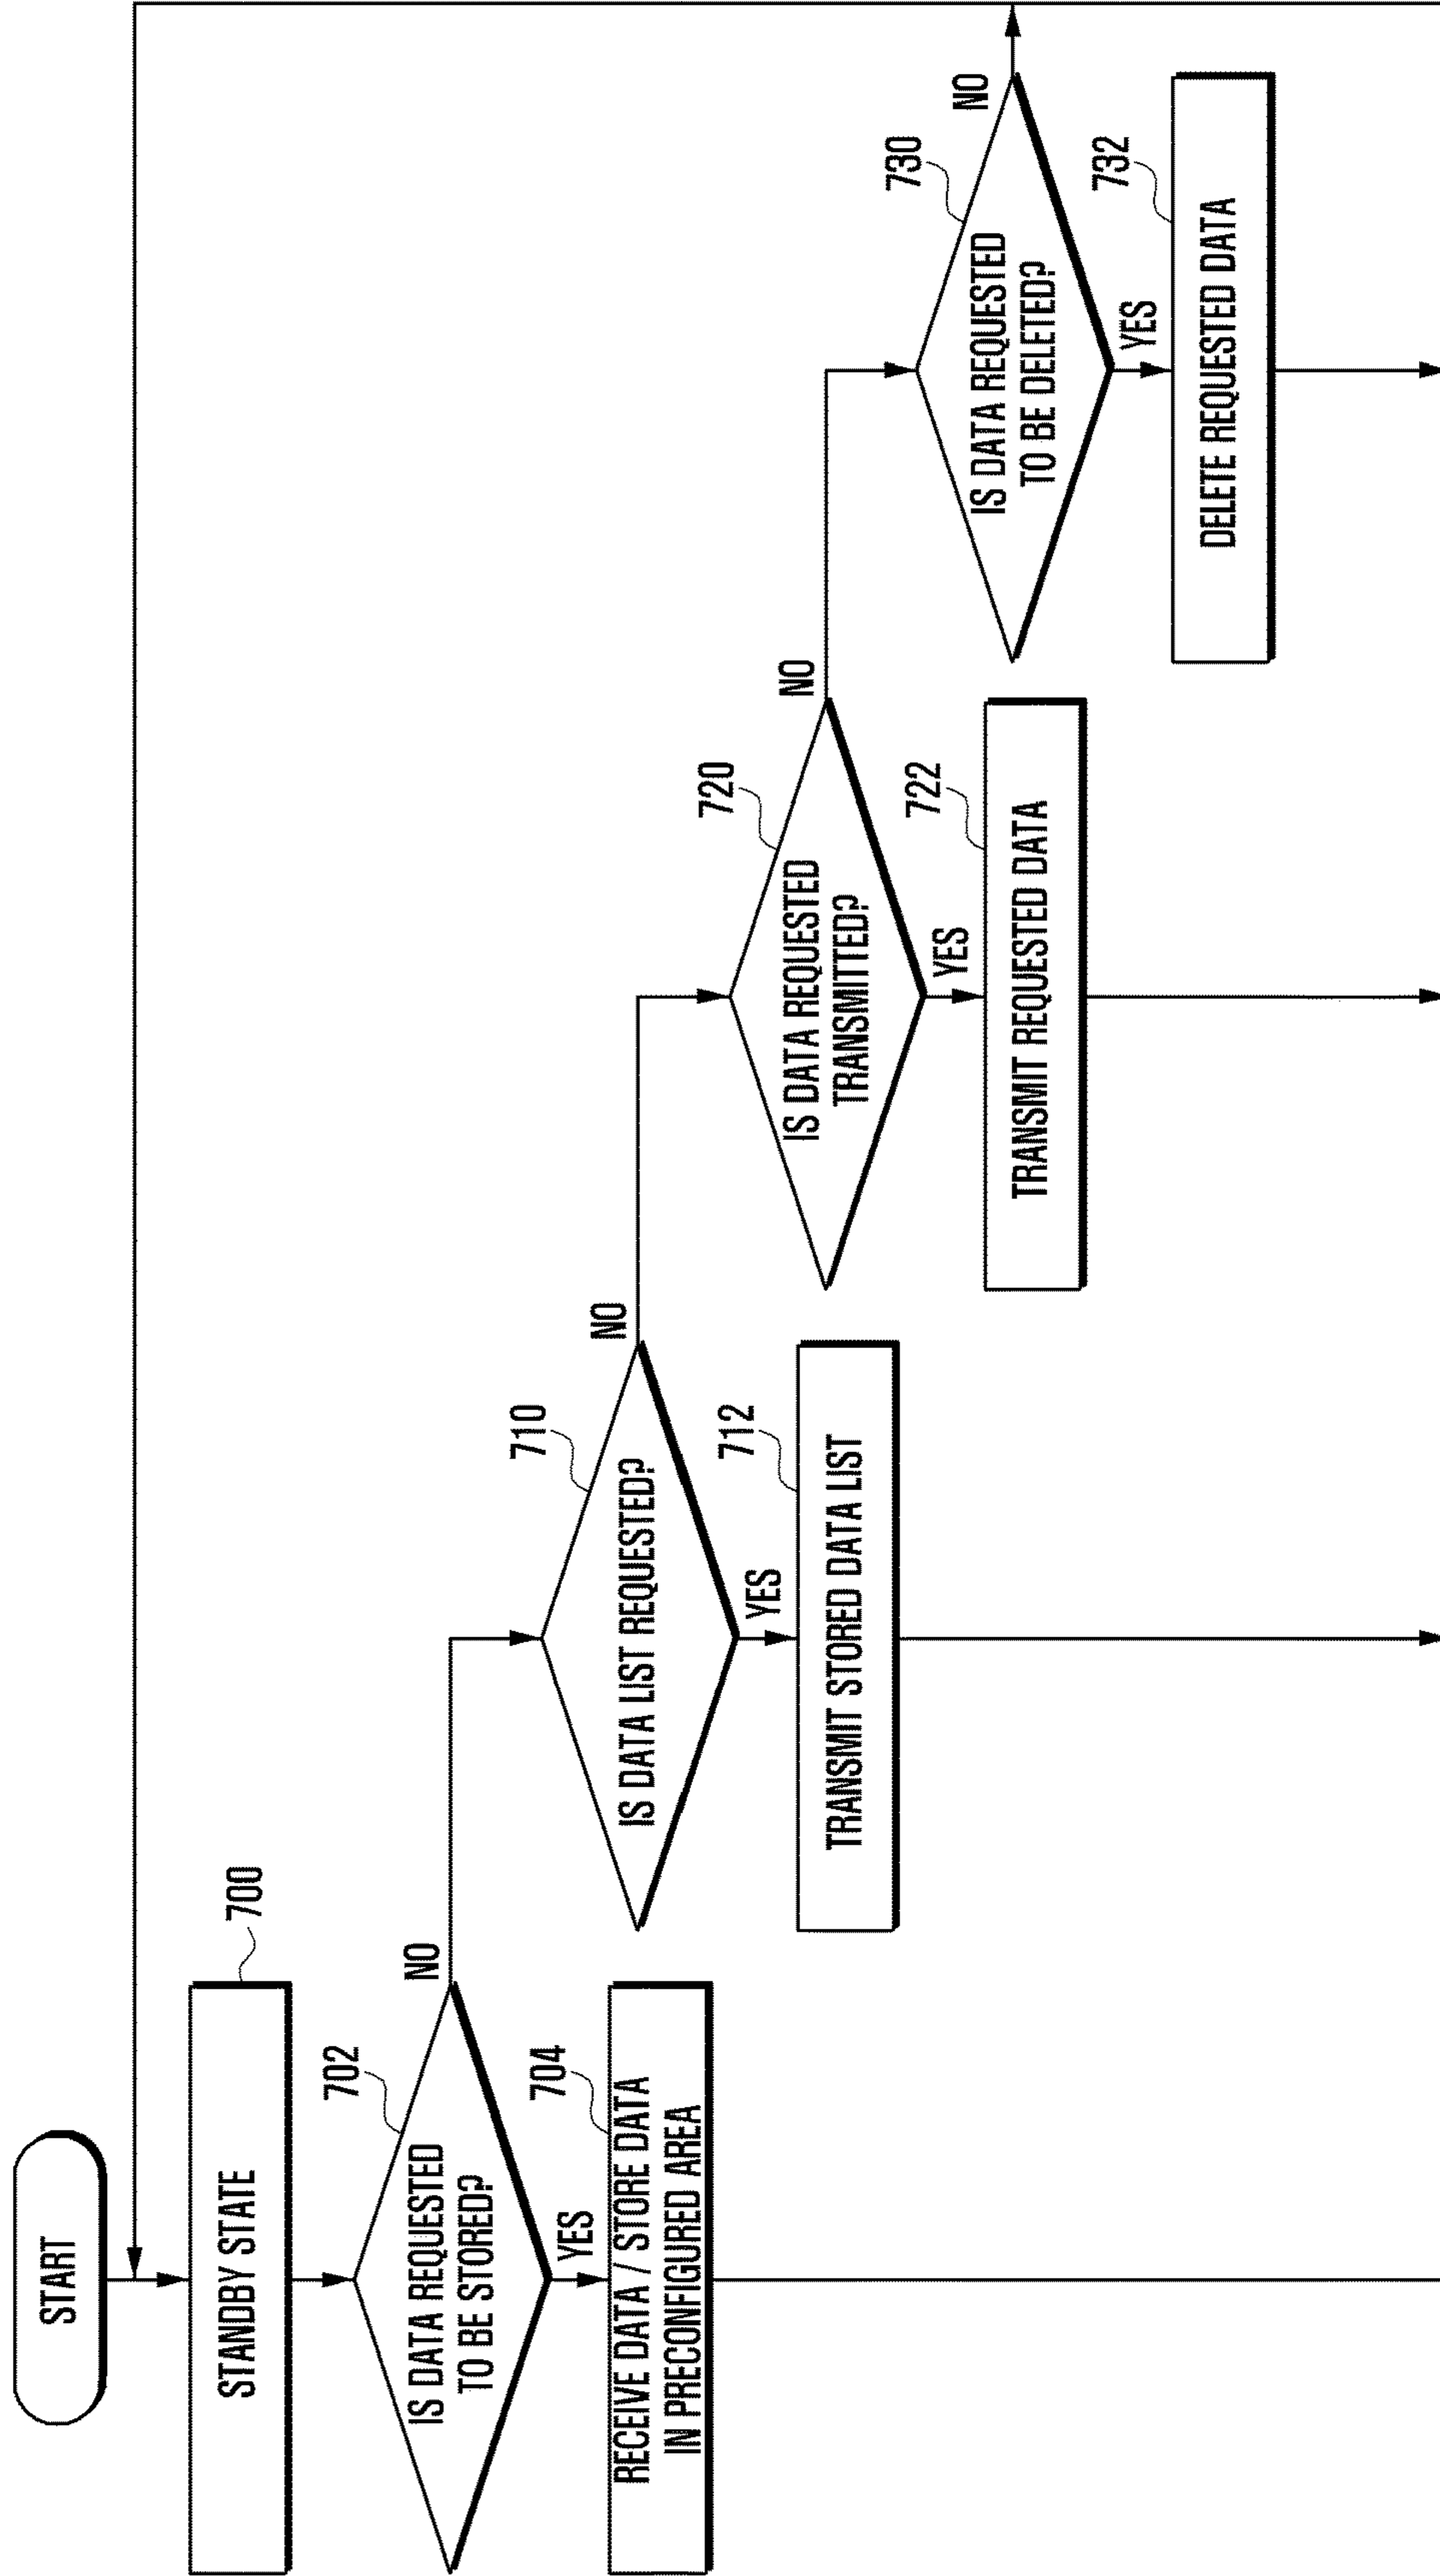 START
STANDBY STATE
700
IS DATA REQUESTED
TO BE STORED?
702
NO
YES
RECEIVE DATA / STORE DATA
IN PRECONFIGURED AREA
704
IS DATA LIST REQUESTED?
710
NO
YES
TRANSMIT STORED DATA LIST
712
IS DATA REQUESTED
TRANSMITTED?
720
NO
YES
TRANSMIT REQUESTED DATA
722
IS DATA REQUESTED
TO BE DELETED?
730
NO
YES
DELETE REQUESTED DATA
732